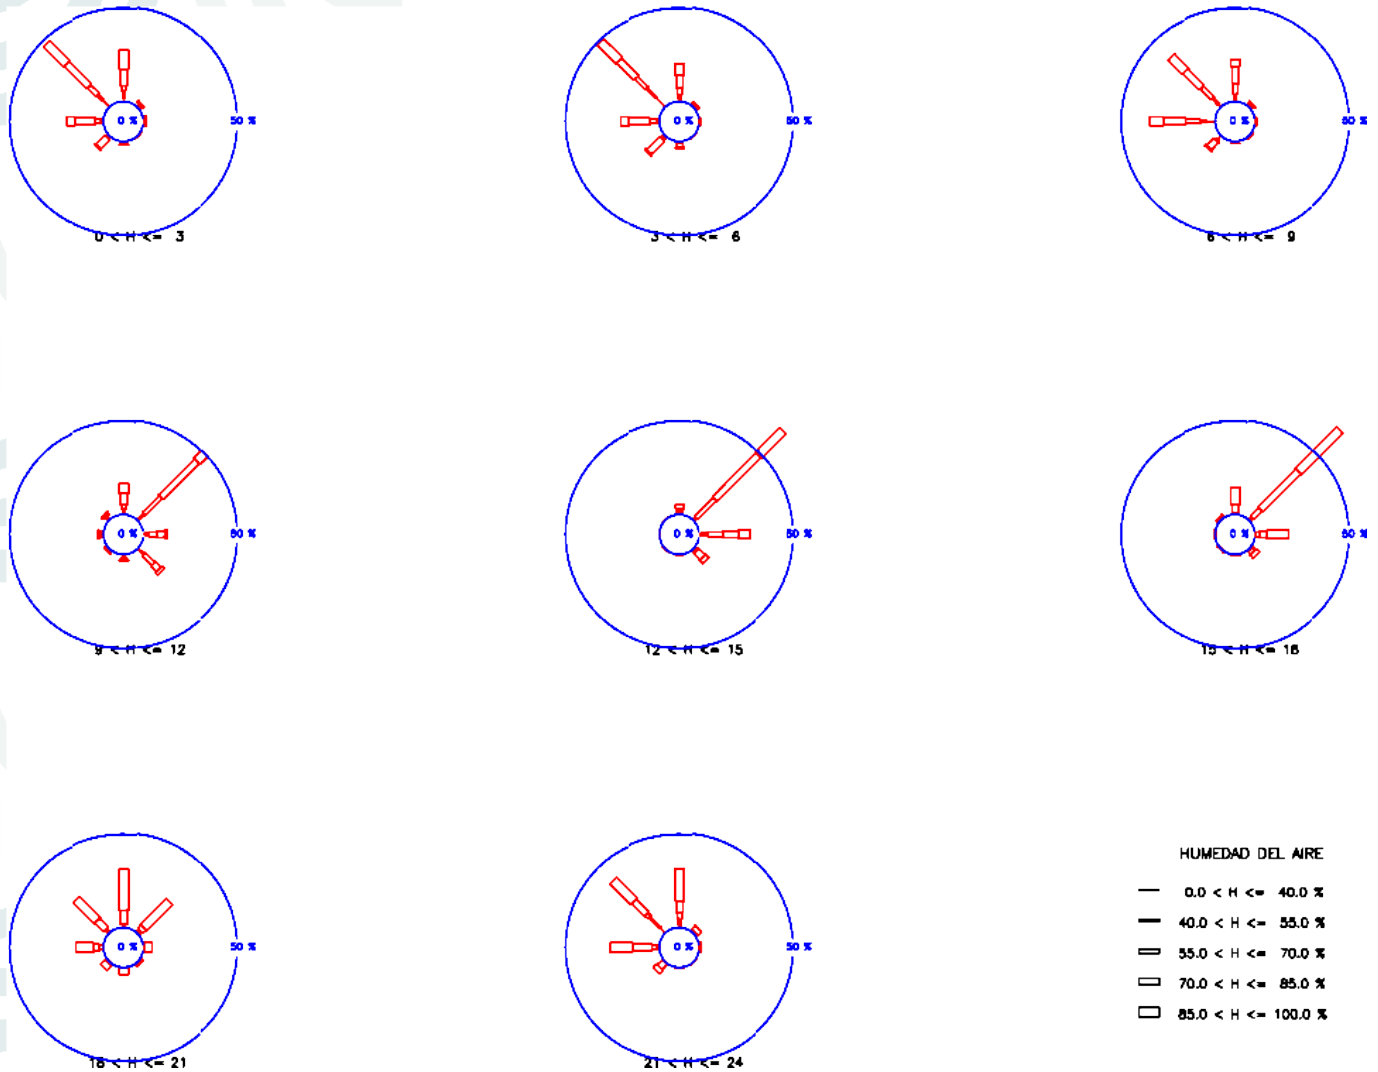 0 % 50 %
0 < H <= 3
0 % 50 %
3 < H <= 6
0 % 50 %
6 < H <= 9
0 % 50 %
9 < H <= 12
0 % 50 %
12 < H <= 15
0 % 50 %
15 < H <= 18
0 % 50 %
18 < H <= 21
0 % 50 %
21 < H <= 24
HUMEDAD DEL AIRE
0.0 < H <= 40.0 %
40.0 < H <= 55.0 %
55.0 < H <= 70.0 %
70.0 < H <= 85.0 %
85.0 < H <= 100.0 %